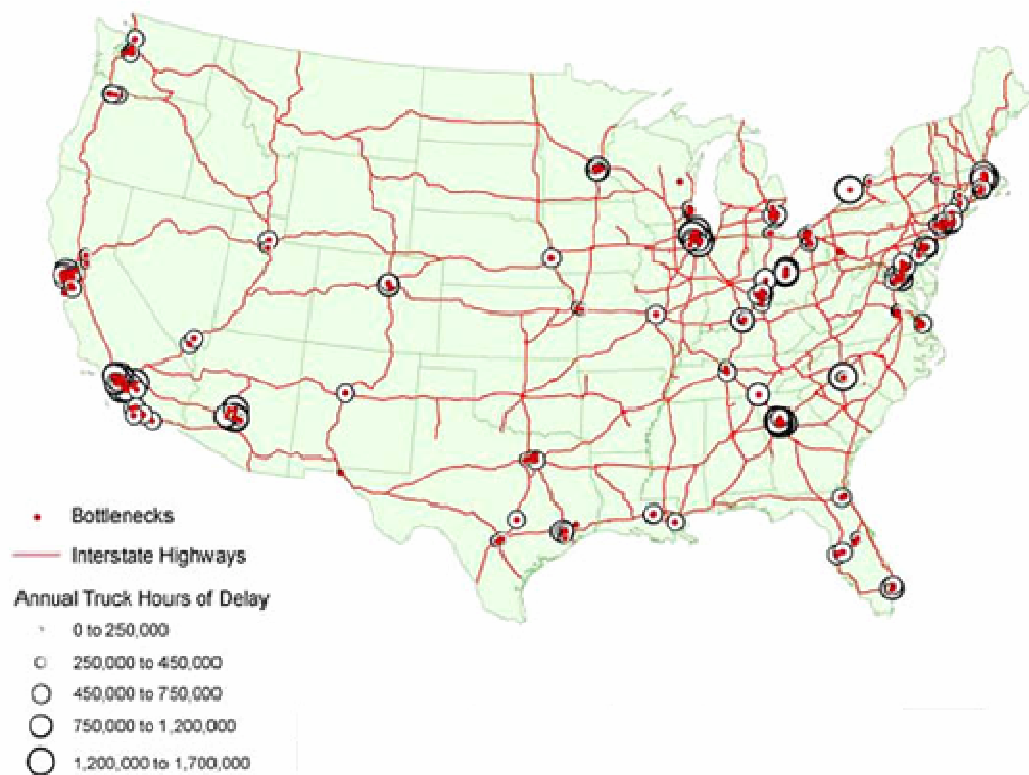 Bottlenecks
Interstate Highways
Annual Truck Hours of Delay
0 to 250,000
250,000 to 450,000
450,000 to 750,000
750,000 to 1,200,000
1,200,000 to 1,700,000